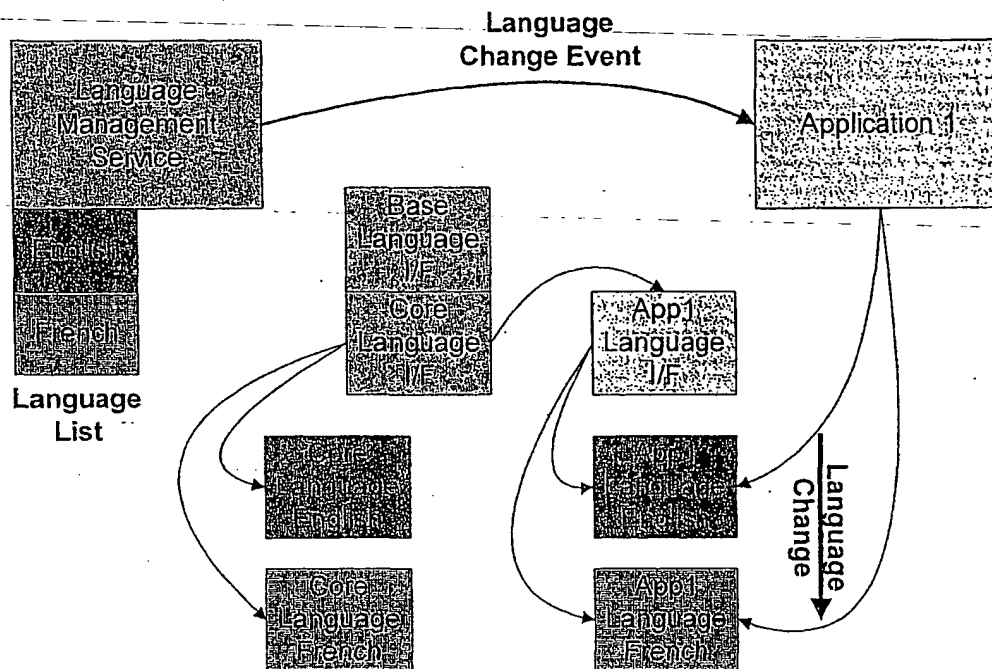 Language
Change Event
Language
Management
Service
Application 1
English
French
Language
List
Base
Language
I/F
Core
Language
I/F
App1
Language
I/F
Core
Language
English
App1
Language
English
Language
Change
Core
Language
French
App1
Language
French